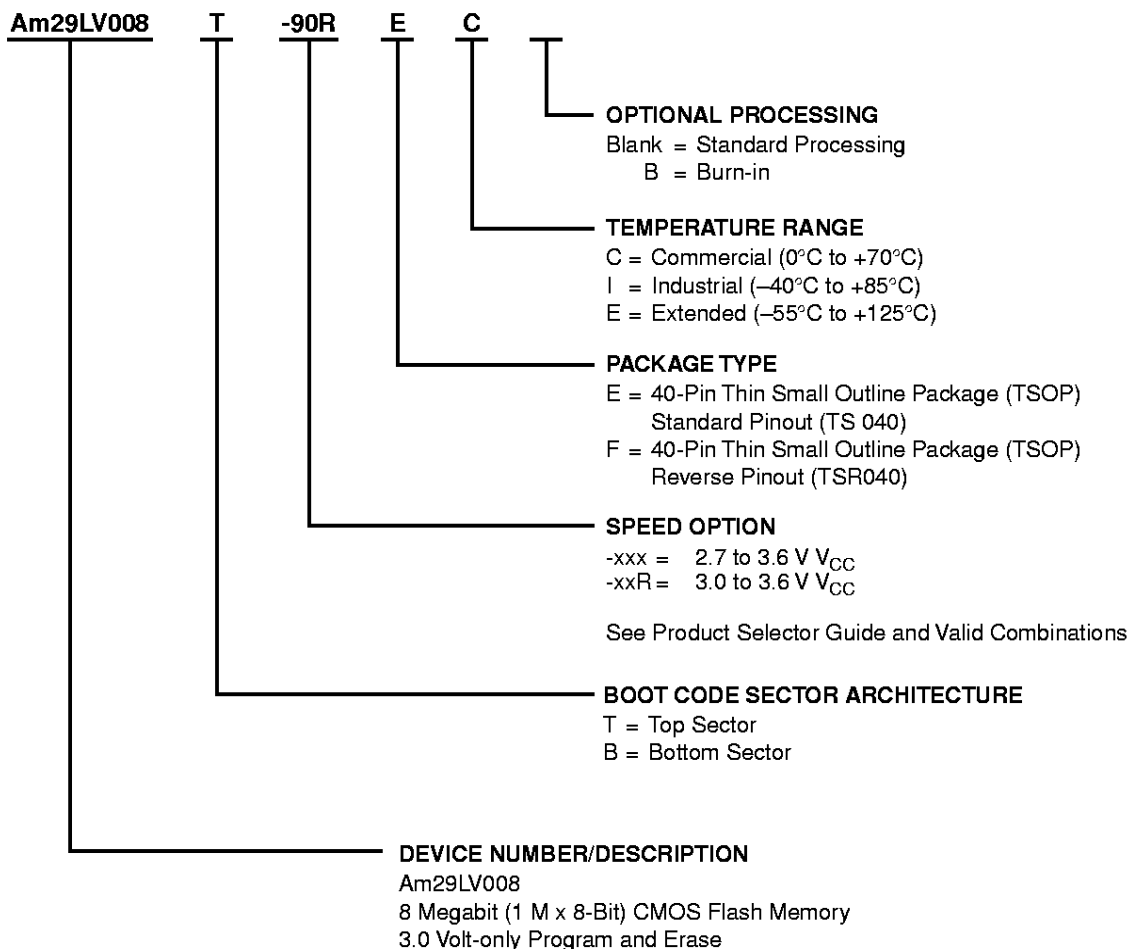 Am29LV008 T -90R E C
OPTIONAL PROCESSING
Blank = Standard Processing
B = Burn-in
TEMPERATURE RANGE
C = Commercial (0°C to +70°C)
I = Industrial (–40°C to +85°C)
E = Extended (–55°C to +125°C)
PACKAGE TYPE
E = 40-Pin Thin Small Outline Package (TSOP)
Standard Pinout (TS 040)
F = 40-Pin Thin Small Outline Package (TSOP)
Reverse Pinout (TSR040)
SPEED OPTION
-xxx = 2.7 to 3.6 V VCC
-xxR = 3.0 to 3.6 V VCC
See Product Selector Guide and Valid Combinations
BOOT CODE SECTOR ARCHITECTURE
T = Top Sector
B = Bottom Sector
DEVICE NUMBER/DESCRIPTION
Am29LV008
8 Megabit (1 M x 8-Bit) CMOS Flash Memory
3.0 Volt-only Program and Erase